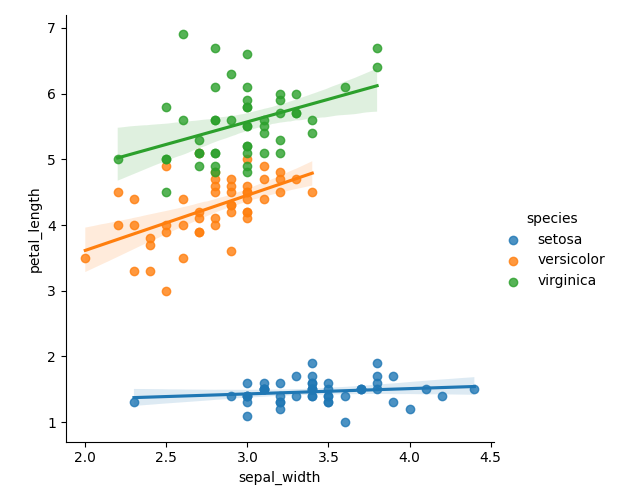 7
6
5
4
3
2
1
petal_length
2.0 2.5 3.0 3.5 4.0 4.5
sepal_width
species
setosa
versicolor
virginica